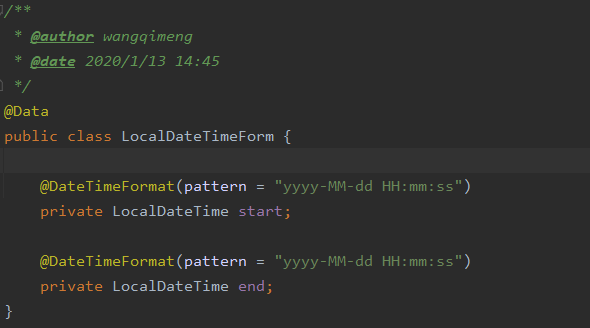 /**
 * @author wangqimeng
 * @date 2020/1/13 14:45
 */
@Data
public class LocalDateTimeForm {
    @DateTimeFormat(pattern = "yyyy-MM-dd HH:mm:ss")
    private LocalDateTime start;
    @DateTimeFormat(pattern = "yyyy-MM-dd HH:mm:ss")
    private LocalDateTime end;
}